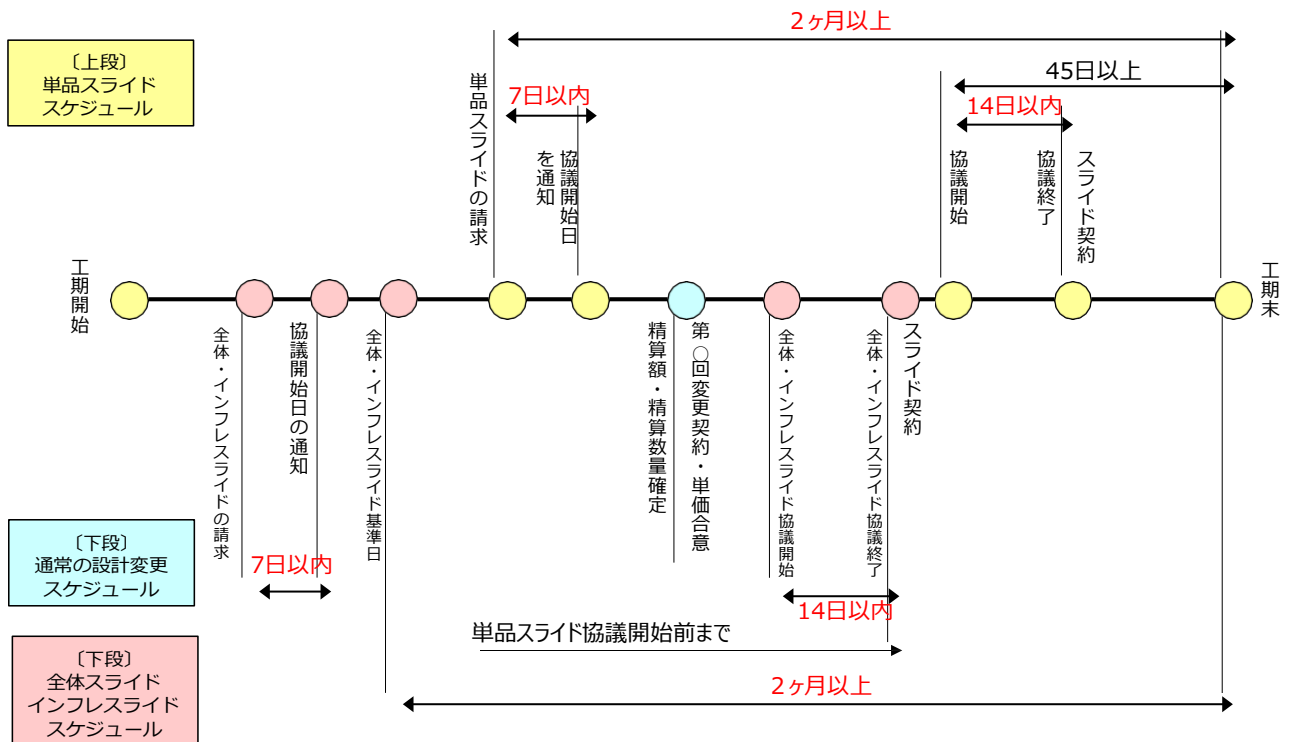 〔上段〕
単品スライド
スケジュール
2ヶ月以上
45日以上
7日以内
14日以内
単品スライドの請求
協議開始日
を通知
協議開始
協議終了
スライド契約
工期開始
工期末
全体・インフレスライドの請求
協議開始日の通知
全体・インフレスライド基準日
第○回変更契約・単価合意
精算額・精算数量確定
全体・インフレスライド協議開始
スライド契約
全体・インフレスライド協議終了
〔下段〕
通常の設計変更
スケジュール
7日以内
14日以内
単品スライド協議開始前まで
〔下段〕
全体スライド
インフレスライド
スケジュール
2ヶ月以上